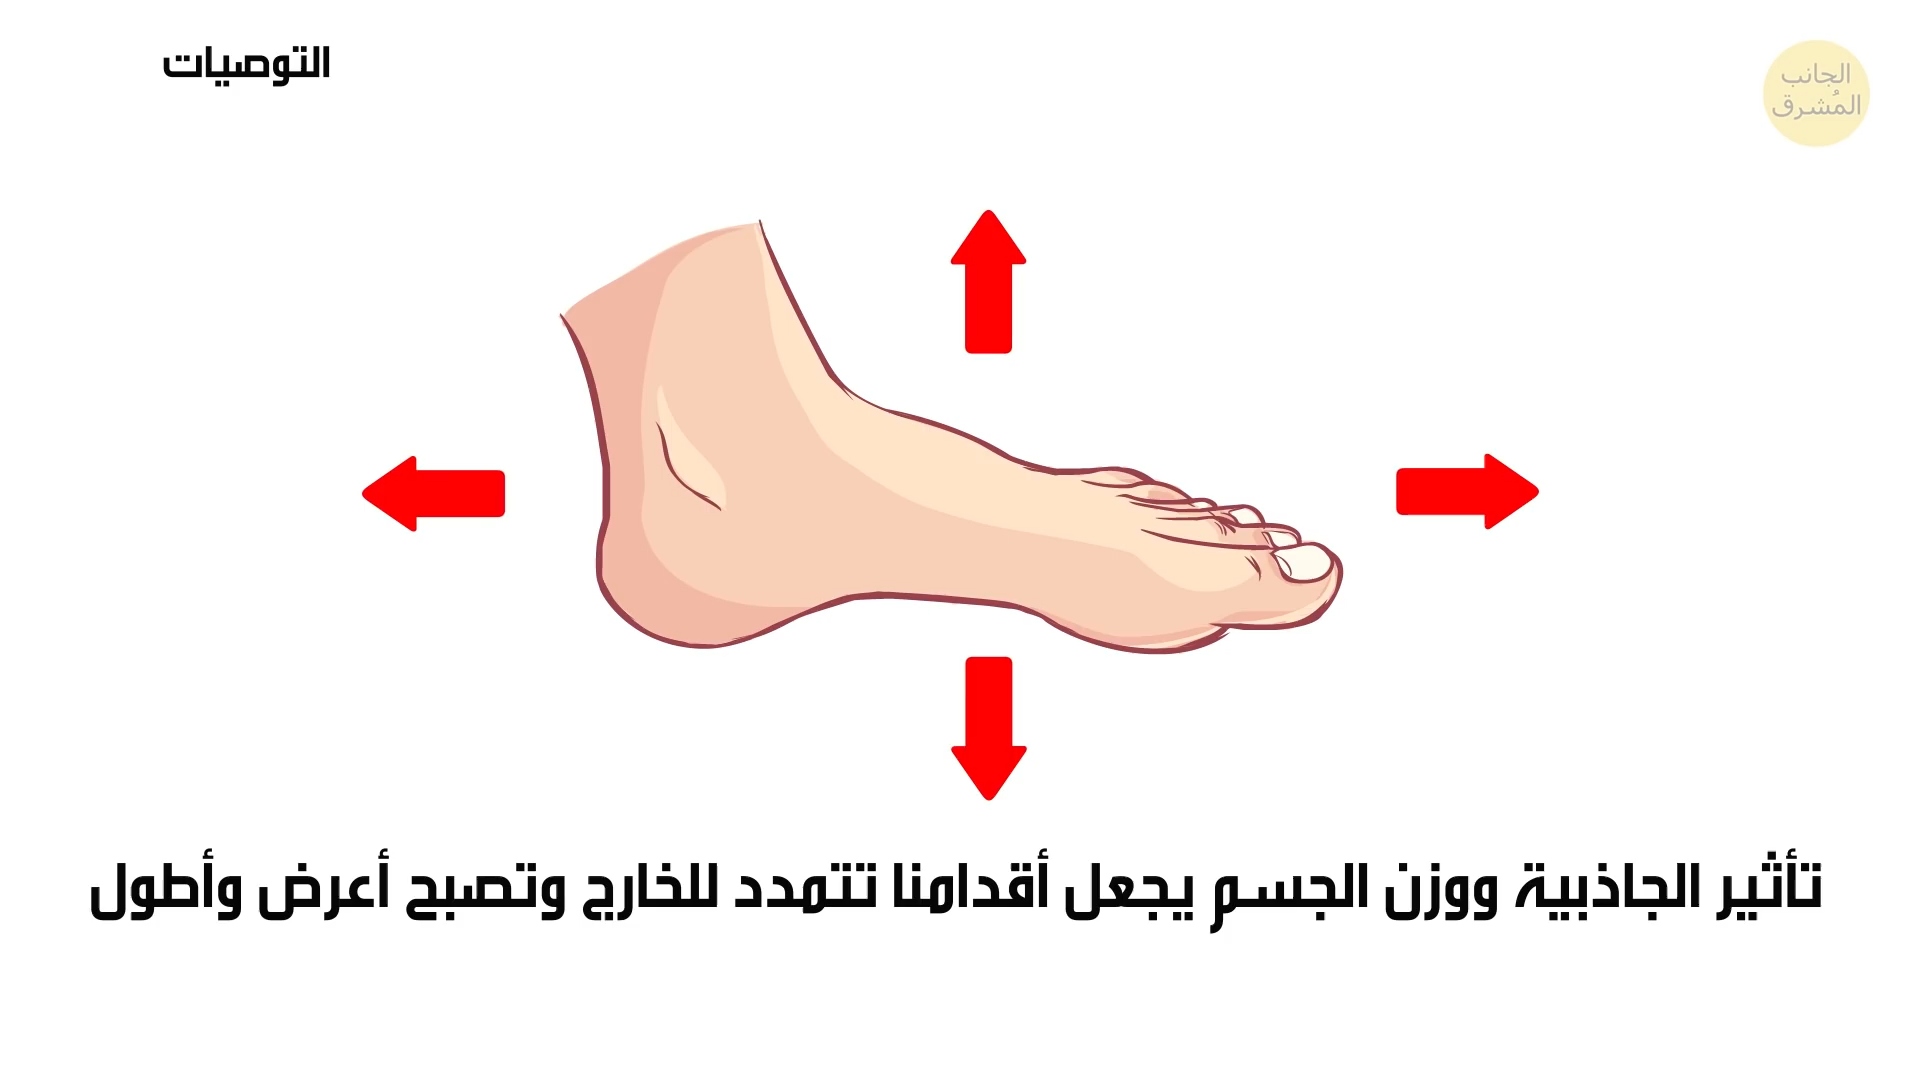 التوصيات
الجانب
المُشرق
تأثير الجاذبية ووزن الجسم يجعل أقدامنا تتمدد للخارج وتصبح أعرض وأطول